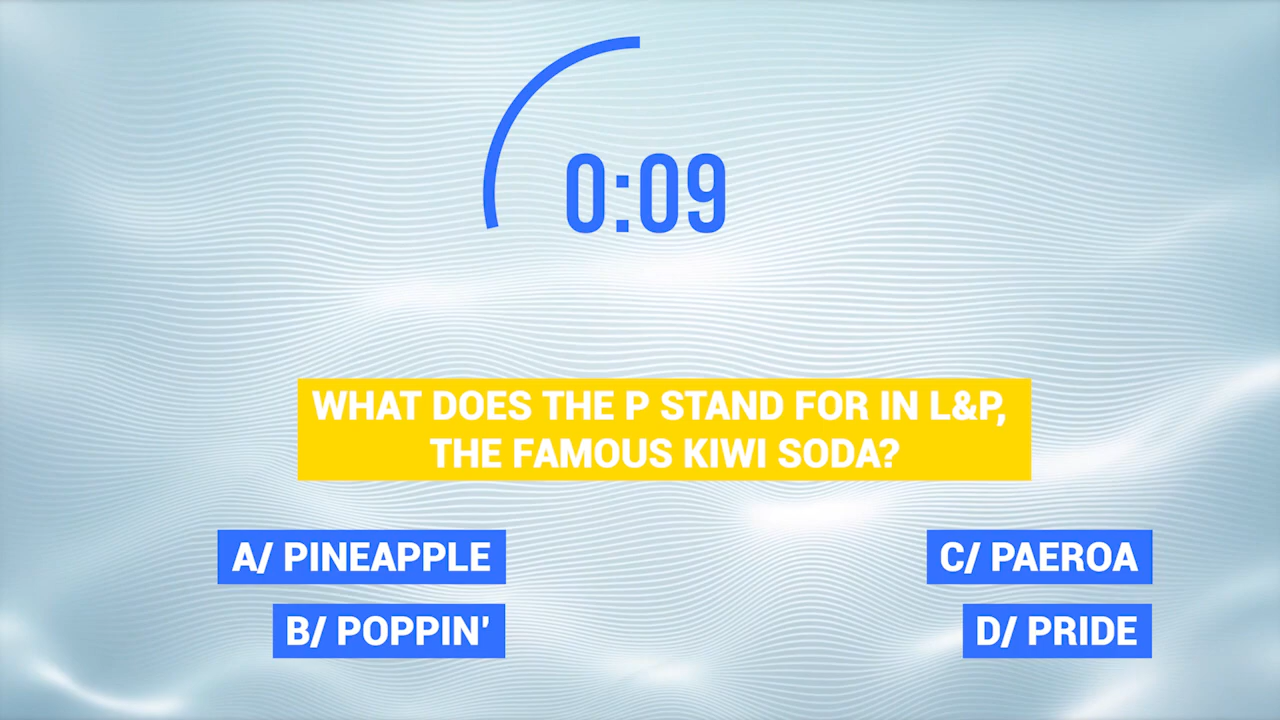 0:09
WHAT DOES THE P STAND FOR IN L&P,
THE FAMOUS KIWI SODA?
A/ PINEAPPLE
B/ POPPIN'
C/ PAEROA
D/ PRIDE